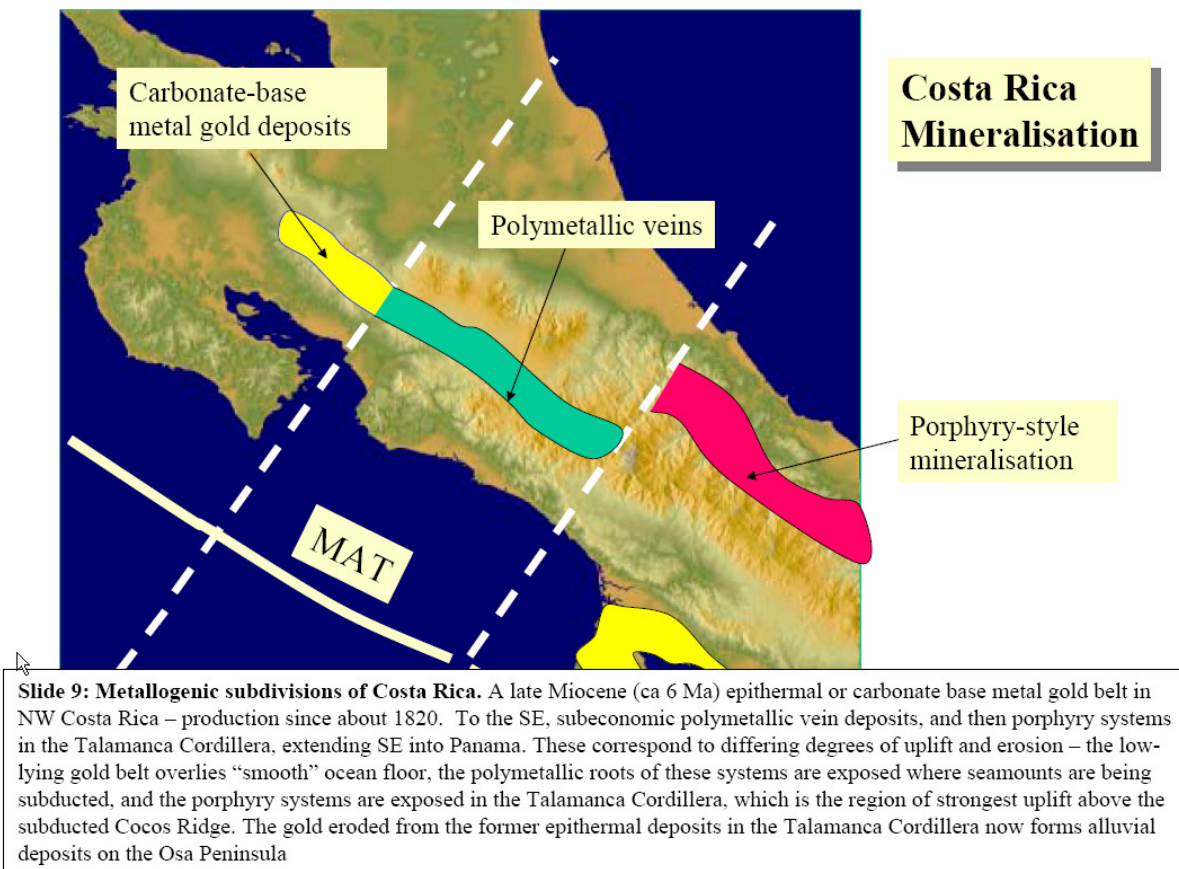 Costa Rica
Mineralisation
Carbonate-base
metal gold deposits
Polymetallic veins
Porphyry-style
mineralisation
MAT
Slide 9: Metallogenic subdivisions of Costa Rica. A late Miocene (ca 6 Ma) epithermal or carbonate base metal gold belt in
NW Costa Rica – production since about 1820.  To the SE, subeconomic polymetallic vein deposits, and then porphyry systems
in the Talamanca Cordillera, extending SE into Panama. These correspond to differing degrees of uplift and erosion – the low-
lying gold belt overlies “smooth” ocean floor, the polymetallic roots of these systems are exposed where seamounts are being
subducted, and the porphyry systems are exposed in the Talamanca Cordillera, which is the region of strongest uplift above the
subducted Cocos Ridge. The gold eroded from the former epithermal deposits in the Talamanca Cordillera now forms alluvial
deposits on the Osa Peninsula